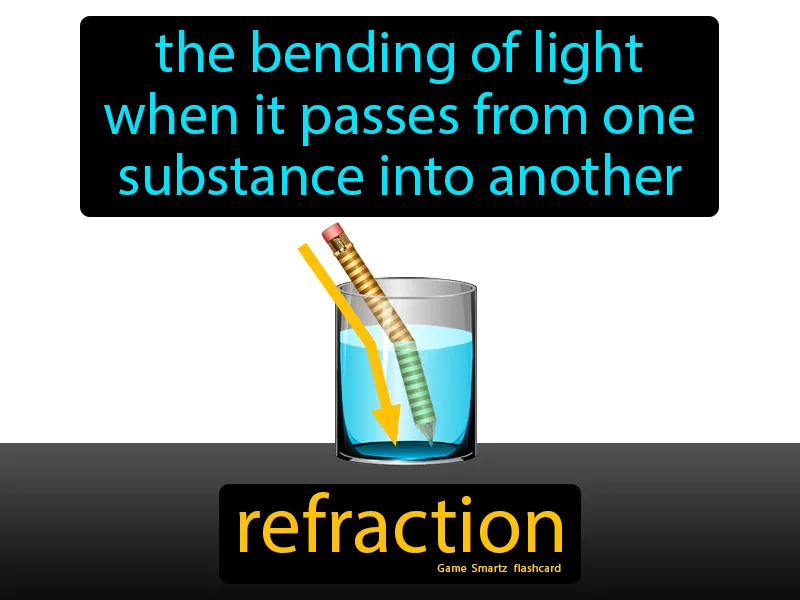 the bending of light
when it passes from one
substance into another
refraction
Game Smartz flashcard